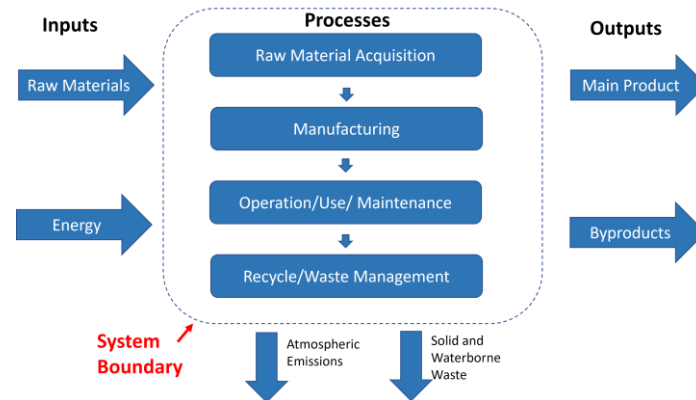 Inputs
Processes
Outputs
Raw Materials
Energy
Raw Material Acquisition
Manufacturing
Operation/Use/ Maintenance
Recycle/Waste Management
Main Product
Byproducts
System
Boundary
Atmospheric
Emissions
Solid and
Waterborne
Waste